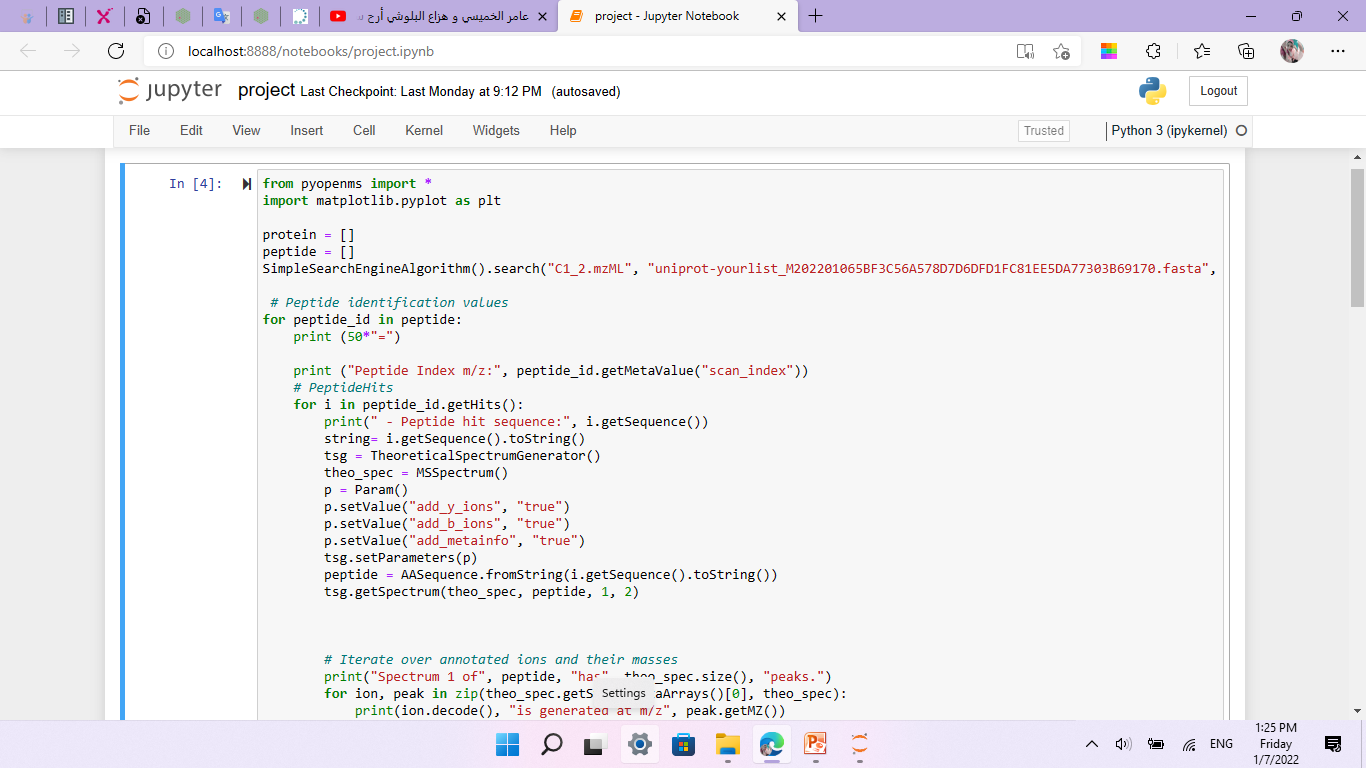 عامر الخميسي و هزاع البلوشي أرح
project - Jupyter Notebook
localhost:8888/notebooks/project.ipynb
jupyter project Last Checkpoint: Last Monday at 9:12 PM (autosaved)
Logout
File Edit View Insert Cell Kernel Widgets Help
Trusted
Python 3 (ipykernel)
In [4]:
from pyopenms import *
import matplotlib.pyplot as plt
protein = []
peptide = []
SimpleSearchEngineAlgorithm().search("C1_2.mzML", "uniprot-yourlist_M202201065BF3C56A578D7D6DFD1FC81EE5DA77303B69170.fasta",
# Peptide identification values
for peptide_id in peptide:
print (50*"=")
print ("Peptide Index m/z:", peptide_id.getMetaValue("scan_index"))
# PeptideHits
for i in peptide_id.getHits():
print(" - Peptide hit sequence:", i.getSequence())
string= i.getSequence().toString()
tsg = TheoreticalSpectrumGenerator()
theo_spec = MSSpectrum()
p = Param()
p.setValue("add_y_ions", "true")
p.setValue("add_b_ions", "true")
p.setValue("add_metainfo", "true")
tsg.setParameters(p)
peptide = AASequence.fromString(i.getSequence().toString())
tsg.getSpectrum(theo_spec, peptide, 1, 2)
# Iterate over annotated ions and their masses
print("Spectrum 1 of", peptide, "has", theo_spec.size(), "peaks.")
for ion, peak in zip(theo_spec.getS aArrays()[0], theo_spec):
Settings
print(ion.decode(), "is generated at m/z", peak.getMZ())
ENG
1:25 PM
Friday
1/7/2022